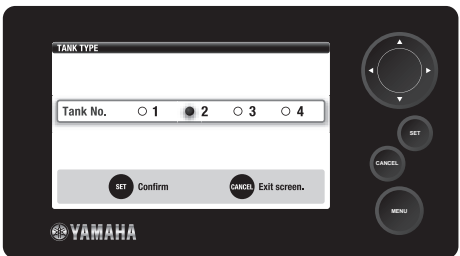 TANK TYPE
Tank No. 1 2 3 4
SET Confirm CANCEL Exit screen.
YAMAHA
SET
CANCEL
MENU